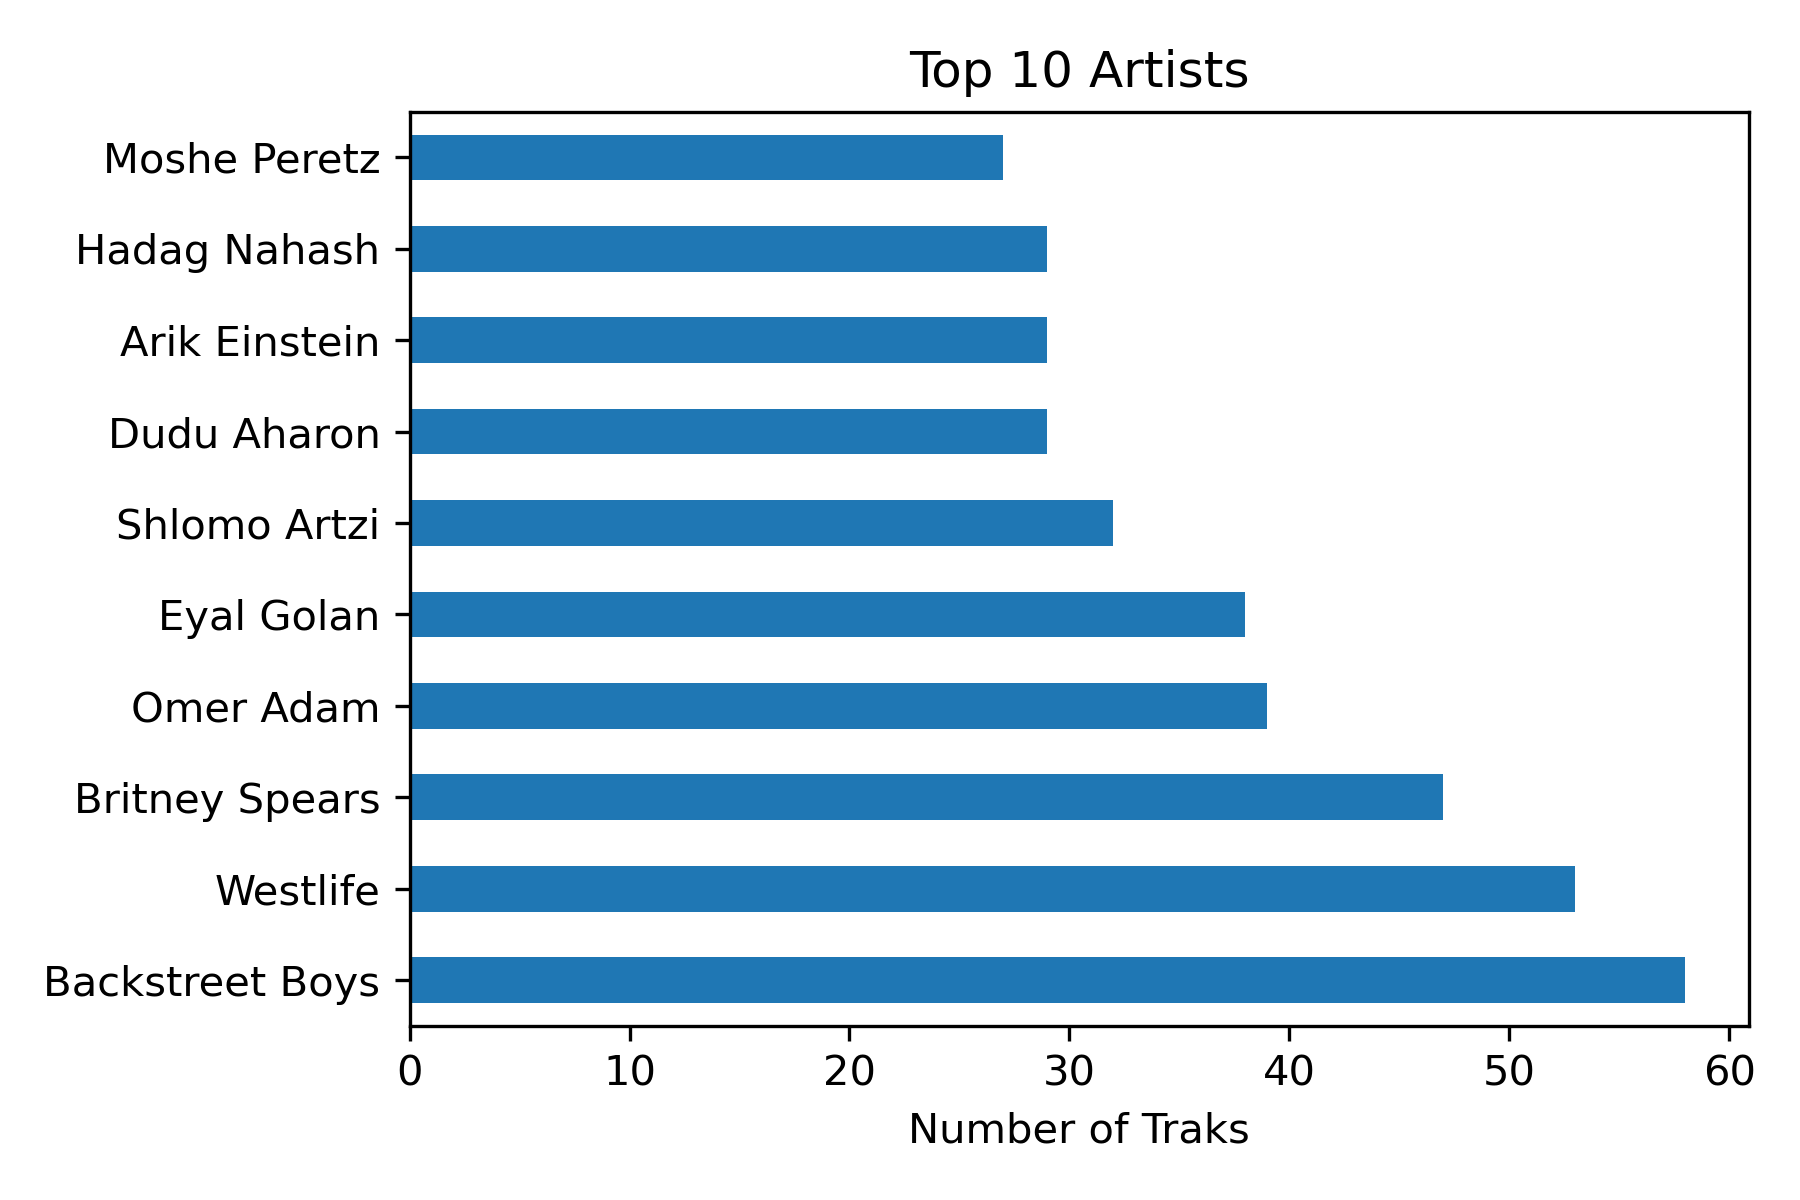 Top 10 Artists
Moshe Peretz
Hadag Nahash
Arik Einstein
Dudu Aharon
Shlomo Artzi
Eyal Golan
Omer Adam
Britney Spears
Westlife
Backstreet Boys
0 10 20 30 40 50 60
Number of Traks